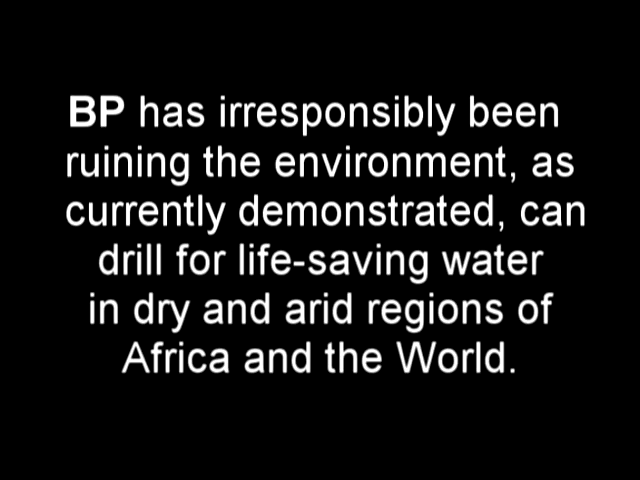 BP has irresponsibly been
ruining the environment, as
currently demonstrated, can
drill for life-saving water
in dry and arid regions of
Africa and the World.